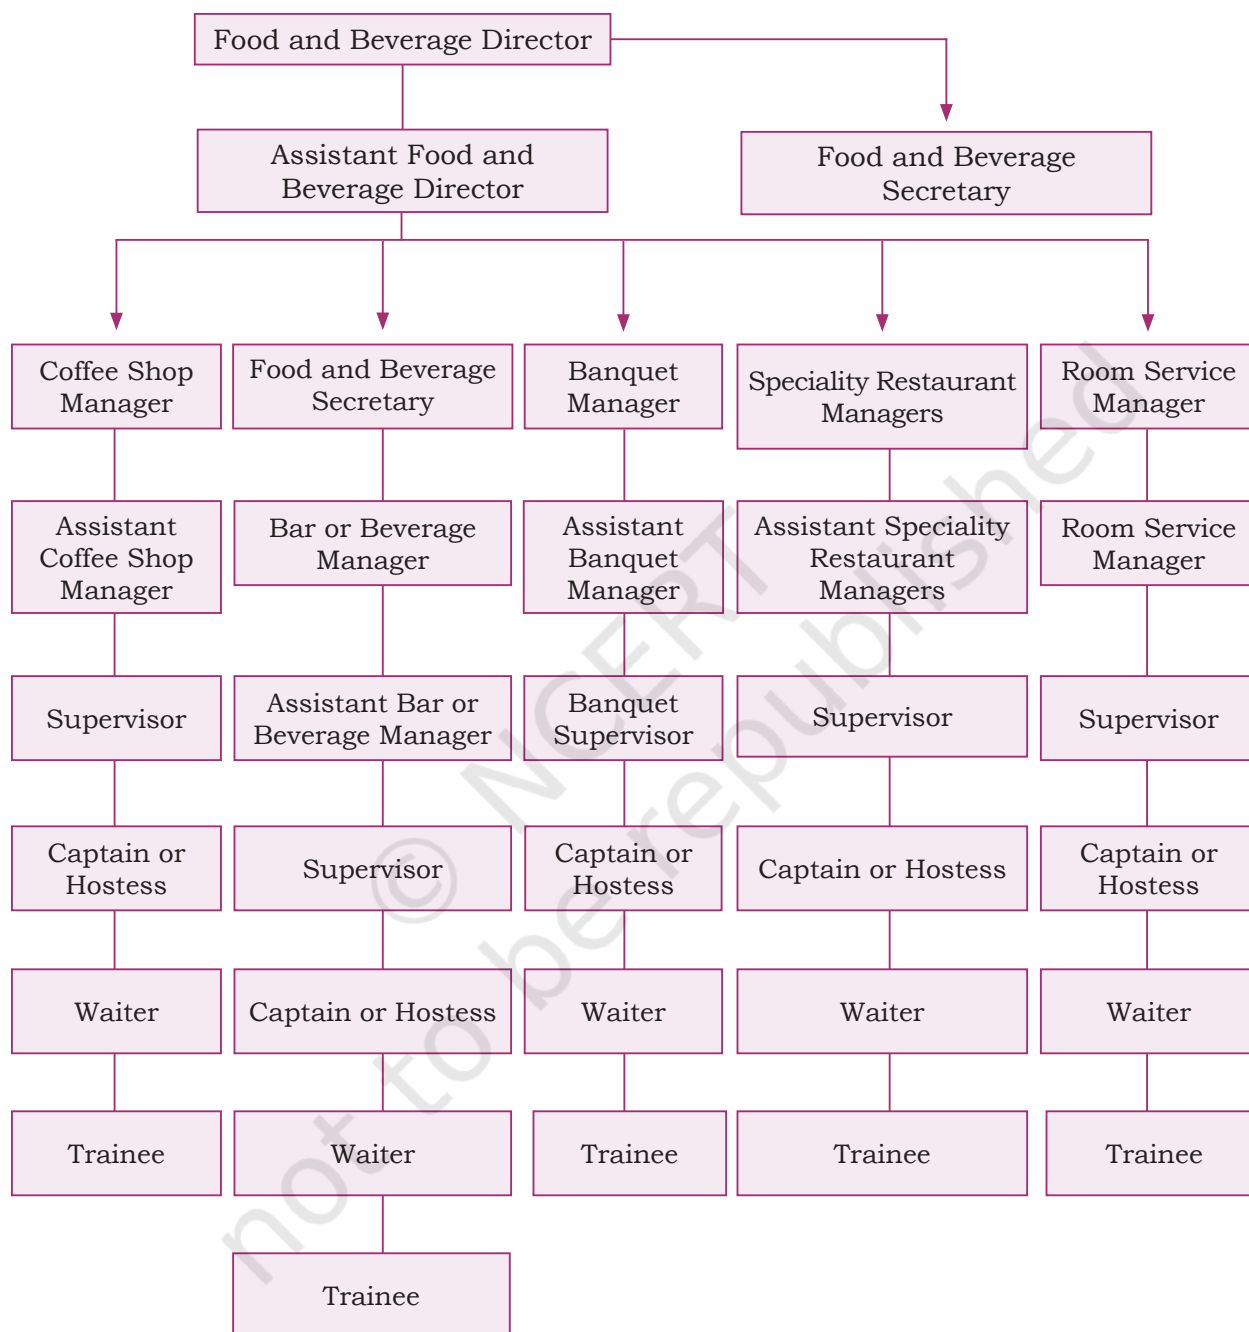 Food and Beverage Director
Assistant Food and
Beverage Director
Food and Beverage
Secretary
Coffee Shop
Manager
Food and Beverage
Secretary
Banquet
Manager
Speciality Restaurant
Managers
Room Service
Manager
Assistant
Coffee Shop
Manager
Bar or Beverage
Manager
Assistant
Banquet
Manager
Assistant Speciality
Restaurant
Managers
Room Service
Manager
Supervisor
Assistant Bar or
Beverage Manager
Banquet
Supervisor
Supervisor
Supervisor
Captain or
Hostess
Supervisor
Captain or
Hostess
Captain or Hostess
Captain or
Hostess
Waiter
Captain or Hostess
Waiter
Waiter
Waiter
Trainee
Waiter
Trainee
Trainee
Trainee
Trainee
© NCERT
not to be republished